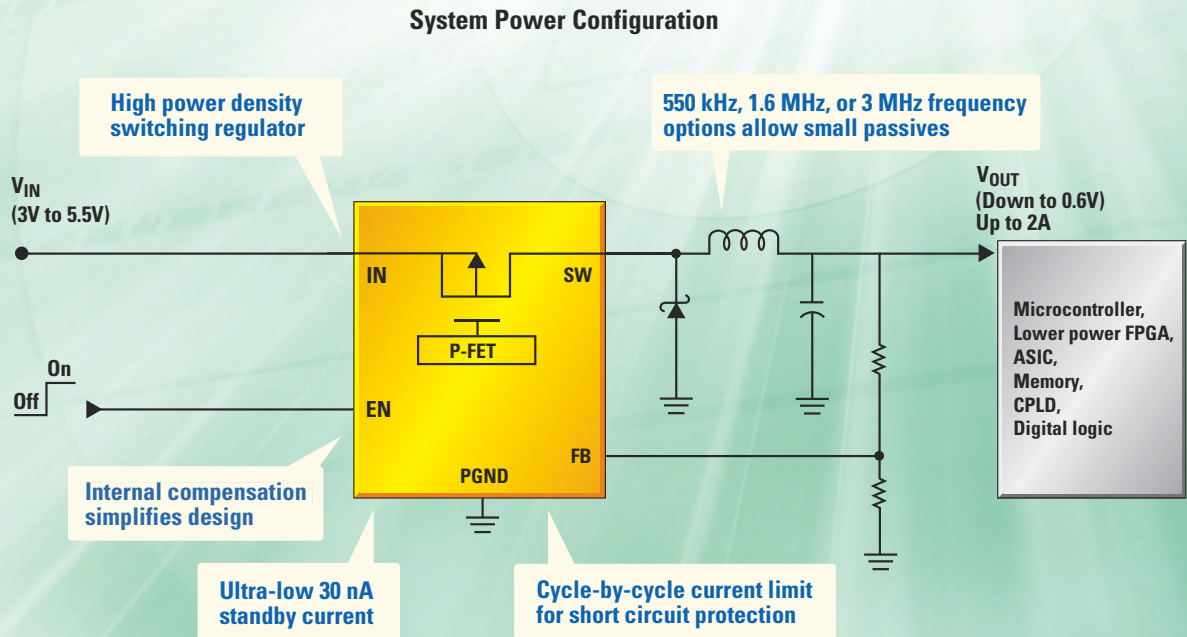 System Power Configuration
High power density
switching regulator
550 kHz, 1.6 MHz, or 3 MHz frequency
options allow small passives
VIN
(3V to 5.5V)
VOUT
(Down to 0.6V)
Up to 2A
IN
SW
P-FET
Microcontroller,
Lower power FPGA,
ASIC,
Memory,
CPLD,
Digital logic
On
Off
EN
FB
PGND
Internal compensation
simplifies design
Ultra-low 30 nA
standby current
Cycle-by-cycle current limit
for short circuit protection